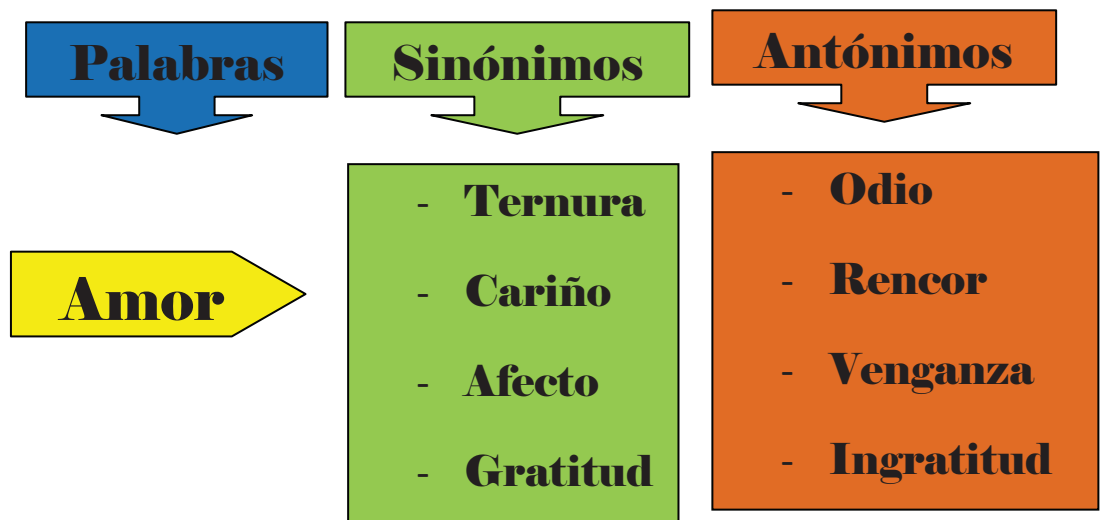 Palabras
Sinónimos
Antónimos
Amor
- Ternura
- Cariño
- Afecto
- Gratitud
- Odio
- Rencor
- Venganza
- Ingratitud